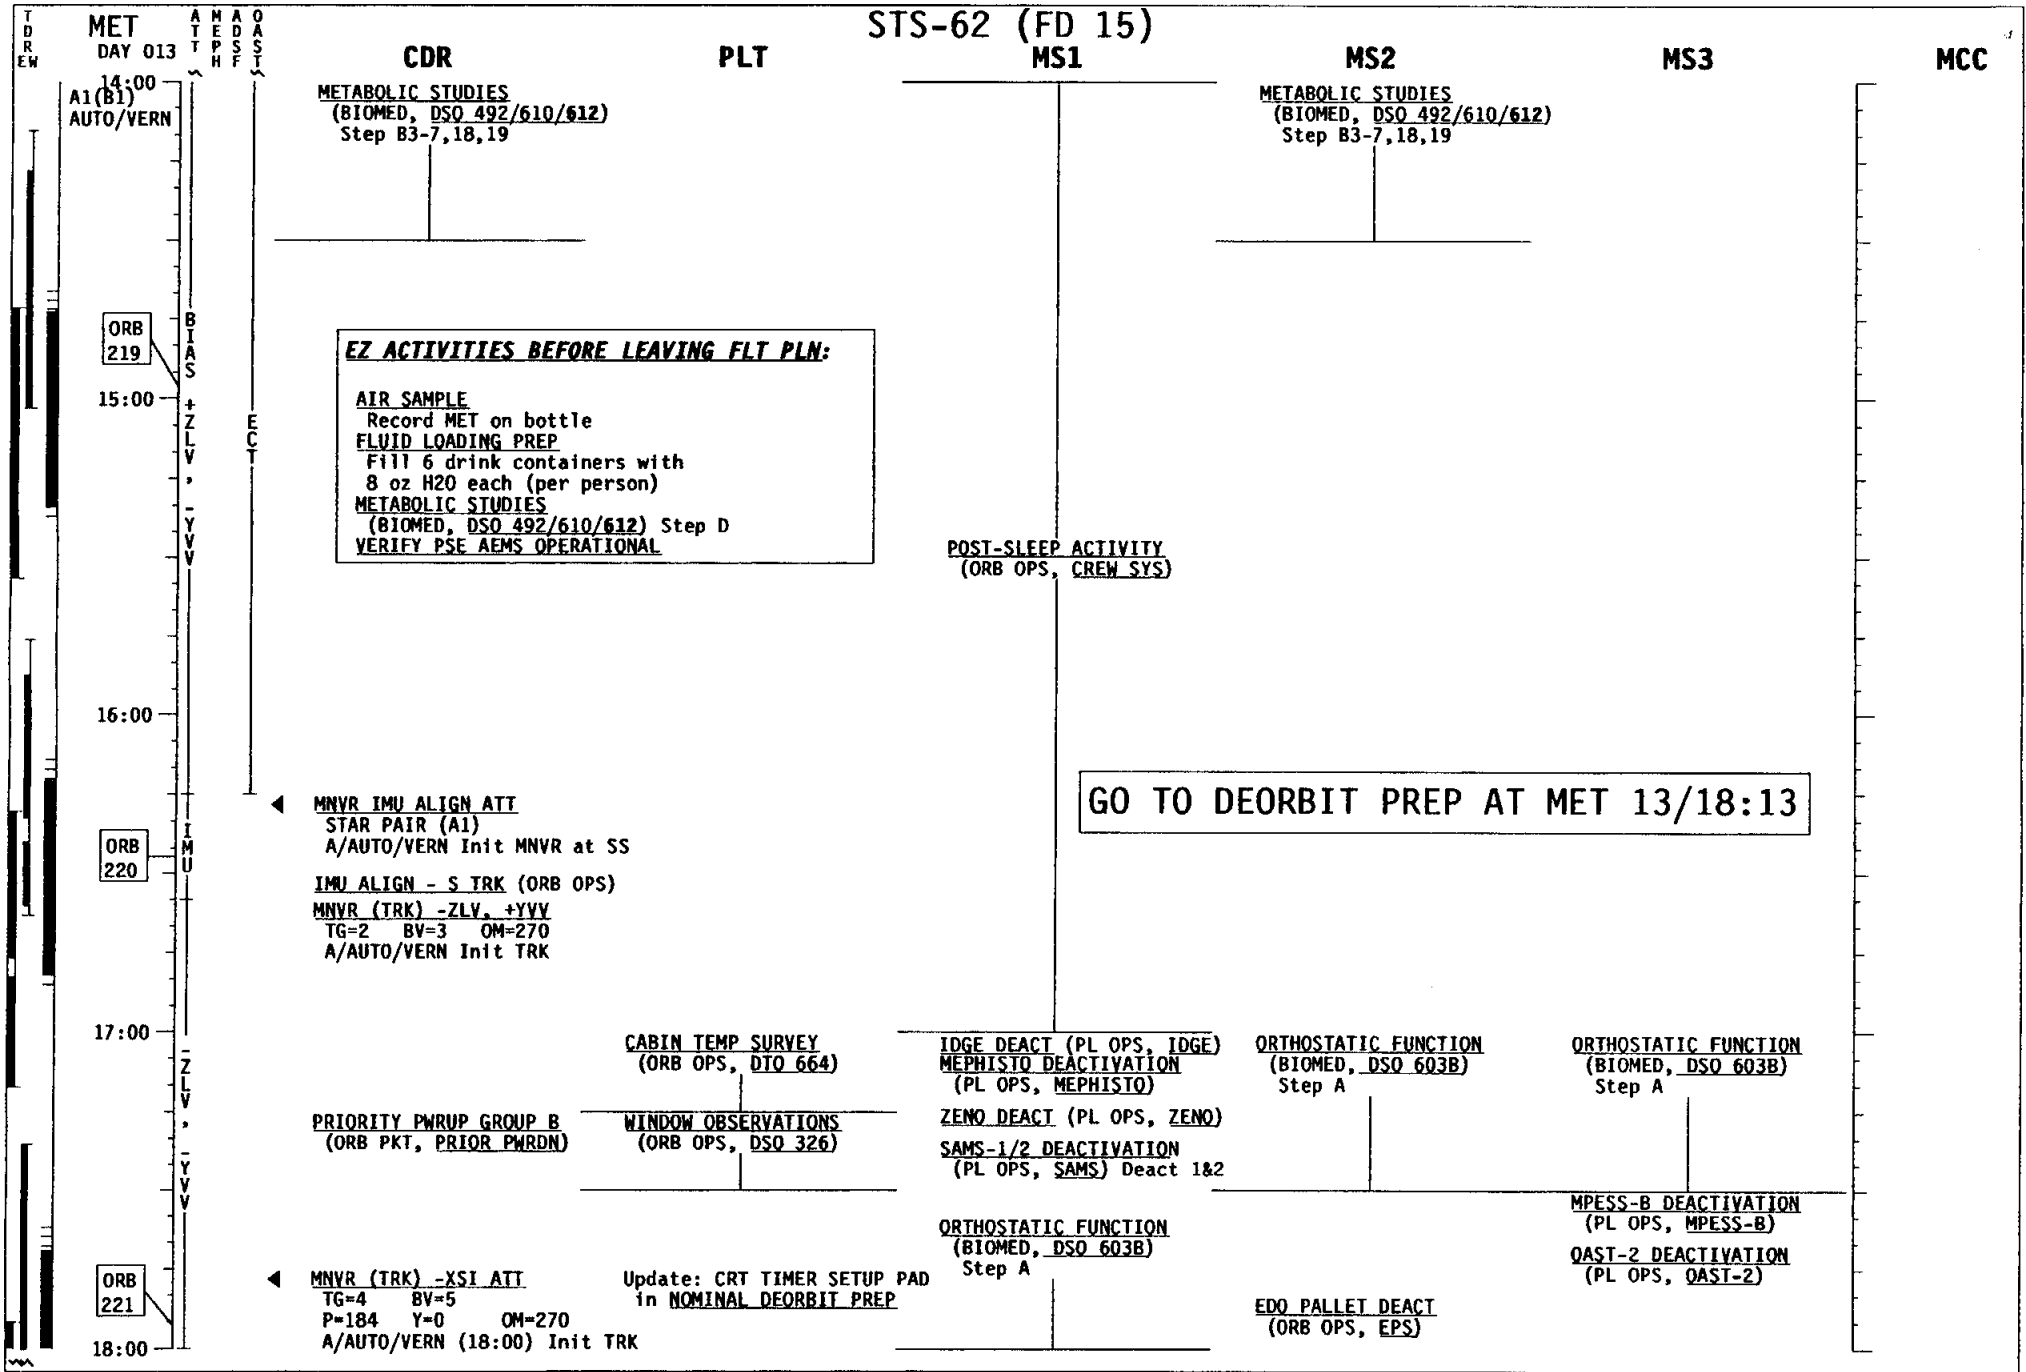 STS-62 (FD 15)
T
D
R
E W
MET
DAY 013
A
T
T
M
E
P
H
A
D
S
F
O
A
S
T
CDR
PLT
MS1
MS2
MS3
MCC
14:00
A1(B1)
AUTO/VERN
METABOLIC STUDIES
(BIOMED, DSO 492/610/612)
Step B3-7,18,19
METABOLIC STUDIES
(BIOMED, DSO 492/610/612)
Step B3-7,18,19
ORB
219
B
I
A
S
+
Z
L
V
,
-
Y
V
V
15:00
E
C
T
EZ ACTIVITIES BEFORE LEAVING FLT PLN:
AIR SAMPLE
Record MET on bottle
FLUID LOADING PREP
Fill 6 drink containers with
8 oz H20 each (per person)
METABOLIC STUDIES
(BIOMED, DSO 492/610/612) Step D
VERIFY PSE AEMS OPERATIONAL
POST-SLEEP ACTIVITY
(ORB OPS, CREW SYS)
16:00
GO TO DEORBIT PREP AT MET 13/18:13
I
M
U
ORB
220
MNVR IMU ALIGN ATT
STAR PAIR (A1)
A/AUTO/VERN Init MNVR at SS
IMU ALIGN - S TRK (ORB OPS)
MNVR (TRK) -ZLV, +YVV
TG=2 BV=3 OM=270
A/AUTO/VERN Init TRK
17:00
-
Z
L
V
,
-
Y
V
V
PRIORITY PWRUP GROUP B
(ORB PKT, PRIOR PWRDN)
CABIN TEMP SURVEY
(ORB OPS, DTO 664)
WINDOW OBSERVATIONS
(ORB OPS, DSO 326)
IDGE DEACT (PL OPS, IDGE)
MEPHISTO DEACTIVATION
(PL OPS, MEPHISTO)
ZENO DEACT (PL OPS, ZENO)
SAMS-1/2 DEACTIVATION
(PL OPS, SAMS) Deact 1&2
ORTHOSTATIC FUNCTION
(BIOMED, DSO 603B)
Step A
ORTHOSTATIC FUNCTION
(BIOMED, DSO 603B)
Step A
ORTHOSTATIC FUNCTION
(BIOMED, DSO 603B)
Step A
MPESS-B DEACTIVATION
(PL OPS, MPESS-B)
OAST-2 DEACTIVATION
(PL OPS, OAST-2)
ORB
221
MNVR (TRK) -XSI ATT
TG=4 BV=5
P=184 Y=0 OM=270
A/AUTO/VERN (18:00) Init TRK
Update: CRT TIMER SETUP PAD
in NOMINAL DEORBIT PREP
EDO PALLET DEACT
(ORB OPS, EPS)
18:00